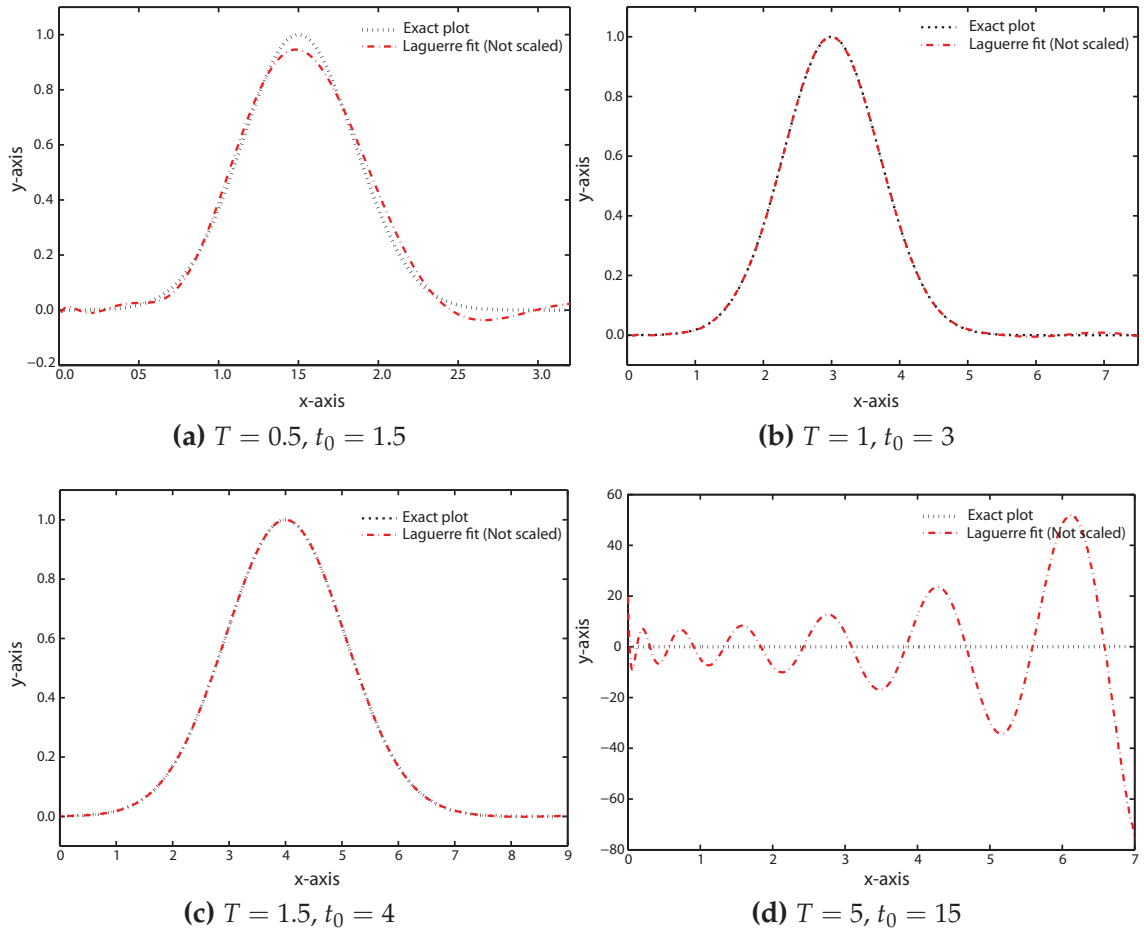 Exact plot
Laguerre fit (Not scaled)
y-axis
1.0
0.8
0.6
0.4
0.2
0.0
−0.2
0.0 05 1.0 15 2.0 25 3.0
x-axis
(a) T = 0.5, t0 = 1.5
Exact plot
Laguerre fit (Not scaled)
y-axis
1.0
0.8
0.6
0.4
0.2
0.0
0 1 2 3 4 5 6 7
x-axis
(b) T = 1, t0 = 3
Exact plot
Laguerre fit (Not scaled)
y-axis
1.0
0.8
0.6
0.4
0.2
0.0
0 1 2 3 4 5 6 7 8 9
x-axis
(c) T = 1.5, t0 = 4
Exact plot
Laguerre fit (Not scaled)
y-axis
60
40
20
0
−20
−40
−60
−80
0 1 2 3 4 5 6 7
x-axis
(d) T = 5, t0 = 15